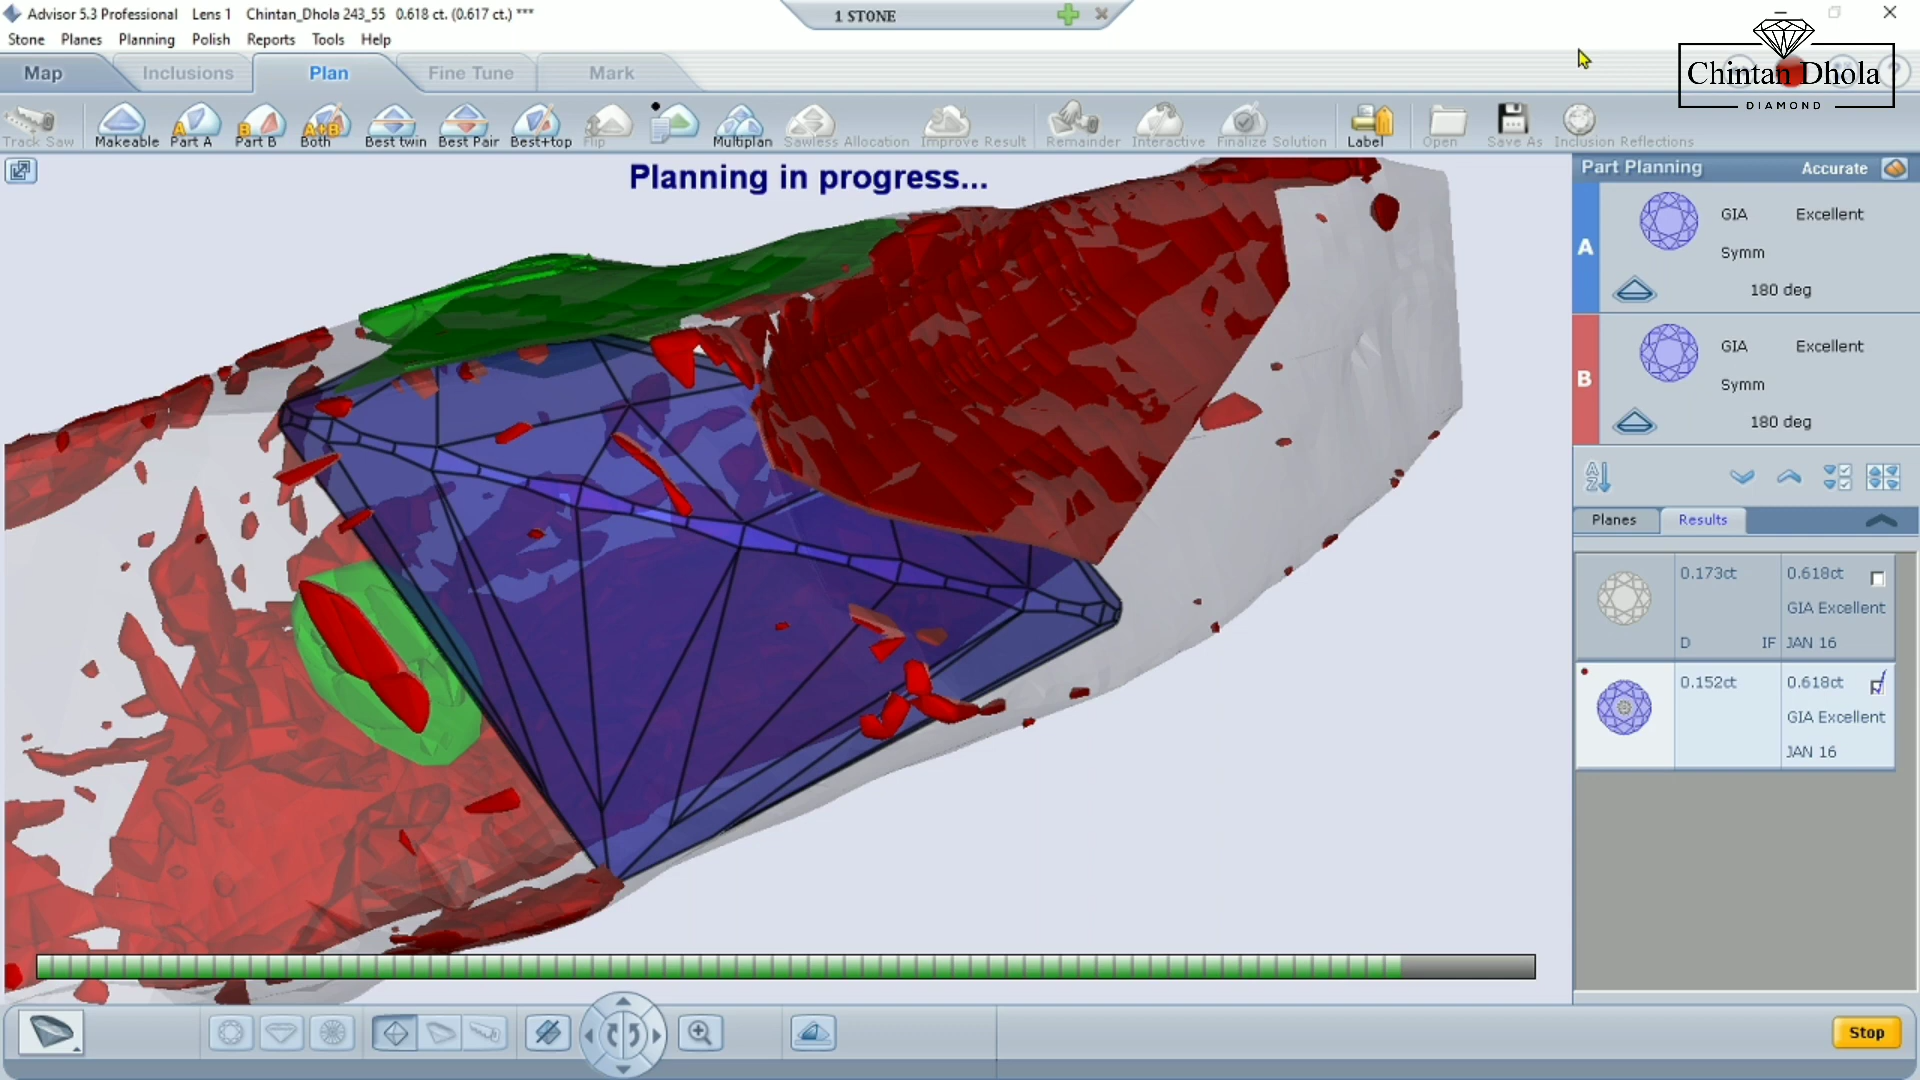 Advisor 5.3 Professional Lens 1 Chintan_Dhola 243_55 0.618 ct. (0.617 ct.) ***
1 STONE
Stone Planes Planning Polish Reports Tools Help
Map Inclusions Plan Fine Tune Mark
Chintan Dhola
DIAMOND
Track Saw Makeable Part A Part B Both Best twin Best Pair Best+top Flip Multiplan Sawless Allocation Improve Result Remainder Interactive Finalize Solution Label Open Save As Inclusion Reflections
A B A+B
Planning in progress...
Part Planning Accurate
A
GIA Excellent
Symm
180 deg
B
GIA Excellent
Symm
180 deg
A
Z
Planes Results
0.173ct 0.618ct
GIA Excellent
D IF JAN 16
0.152ct 0.618ct
GIA Excellent
JAN 16
Stop